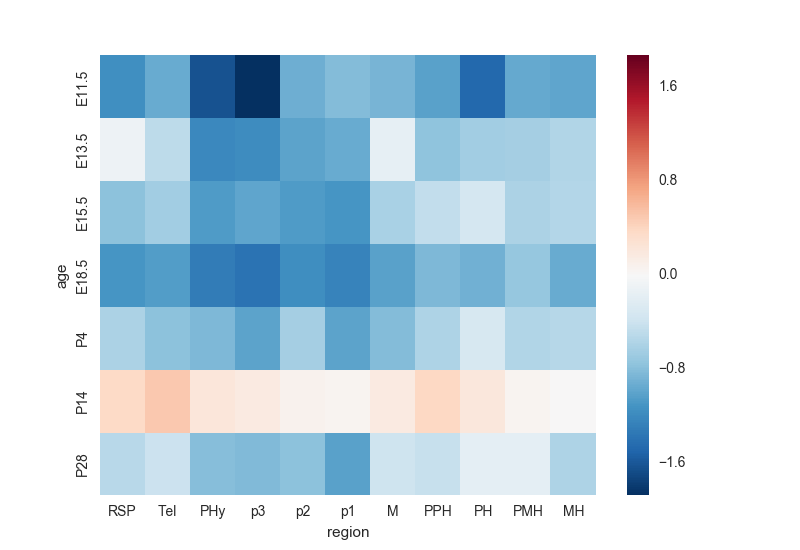 E11.5
E13.5
E15.5
E18.5
P4
P14
P28
age
RSP Tel PHy p3 p2 p1 M PPH PH PMH MH
region
1.6
0.8
0.0
−0.8
−1.6